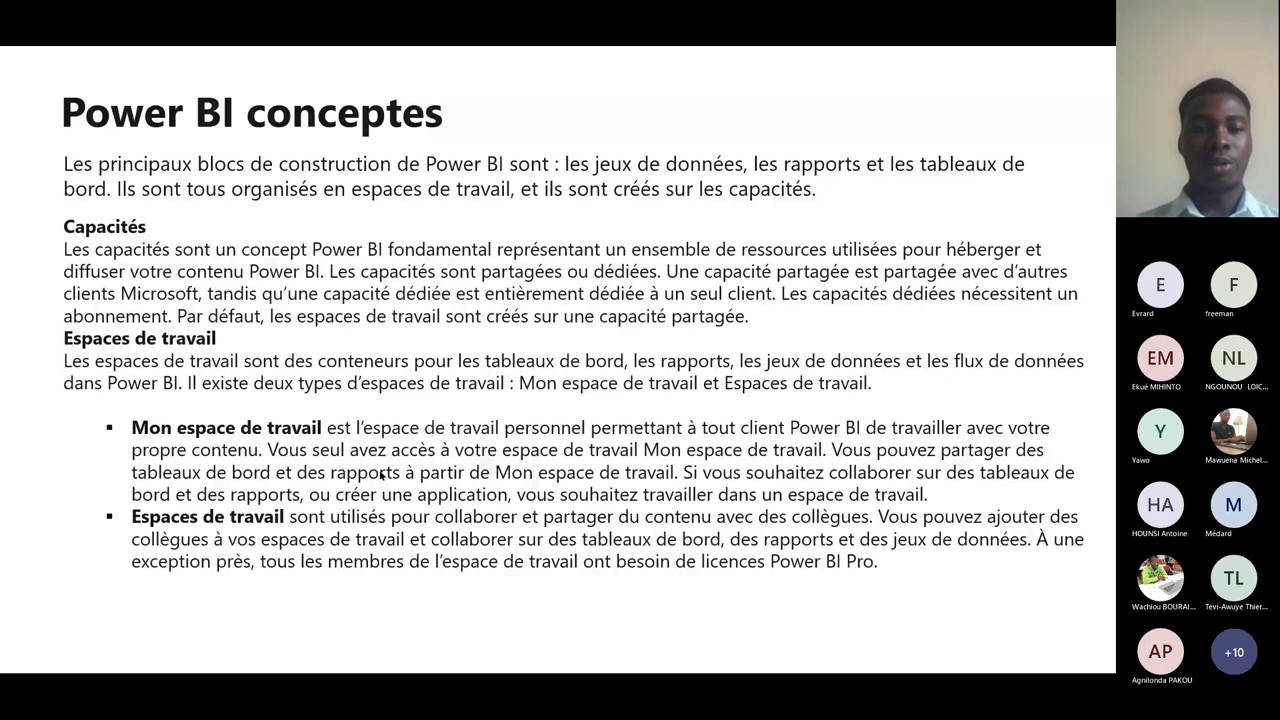 Power BI conceptes
Les principaux blocs de construction de Power BI sont : les jeux de données, les rapports et les tableaux de
bord. Ils sont tous organisés en espaces de travail, et ils sont créés sur les capacités.
Capacités
Les capacités sont un concept Power BI fondamental représentant un ensemble de ressources utilisées pour héberger et
diffuser votre contenu Power BI. Les capacités sont partagées ou dédiées. Une capacité partagée est partagée avec d’autres
clients Microsoft, tandis qu’une capacité dédiée est entièrement dédiée à un seul client. Les capacités dédiées nécessitent un
abonnement. Par défaut, les espaces de travail sont créés sur une capacité partagée.
Espaces de travail
Les espaces de travail sont des conteneurs pour les tableaux de bord, les rapports, les jeux de données et les flux de données
dans Power BI. Il existe deux types d’espaces de travail : Mon espace de travail et Espaces de travail.
▪ Mon espace de travail est l’espace de travail personnel permettant à tout client Power BI de travailler avec votre
propre contenu. Vous seul avez accès à votre espace de travail Mon espace de travail. Vous pouvez partager des
tableaux de bord et des rapports à partir de Mon espace de travail. Si vous souhaitez collaborer sur des tableaux de
bord et des rapports, ou créer une application, vous souhaitez travailler dans un espace de travail.
▪ Espaces de travail sont utilisés pour collaborer et partager du contenu avec des collègues. Vous pouvez ajouter des
collègues à vos espaces de travail et collaborer sur des tableaux de bord, des rapports et des jeux de données. À une
exception près, tous les membres de l’espace de travail ont besoin de licences Power BI Pro.
E F
Evrard freeman
EM NL
Ekué MIHINTO NGOUNOU LOIC...
Y
Yawo Mawuena Michel...
HA M
HOUNSI Antoine Médard
TL
Wachiou BOURAI... Tevi-Awuye Thier...
AP +10
Agnilonda PAKOU